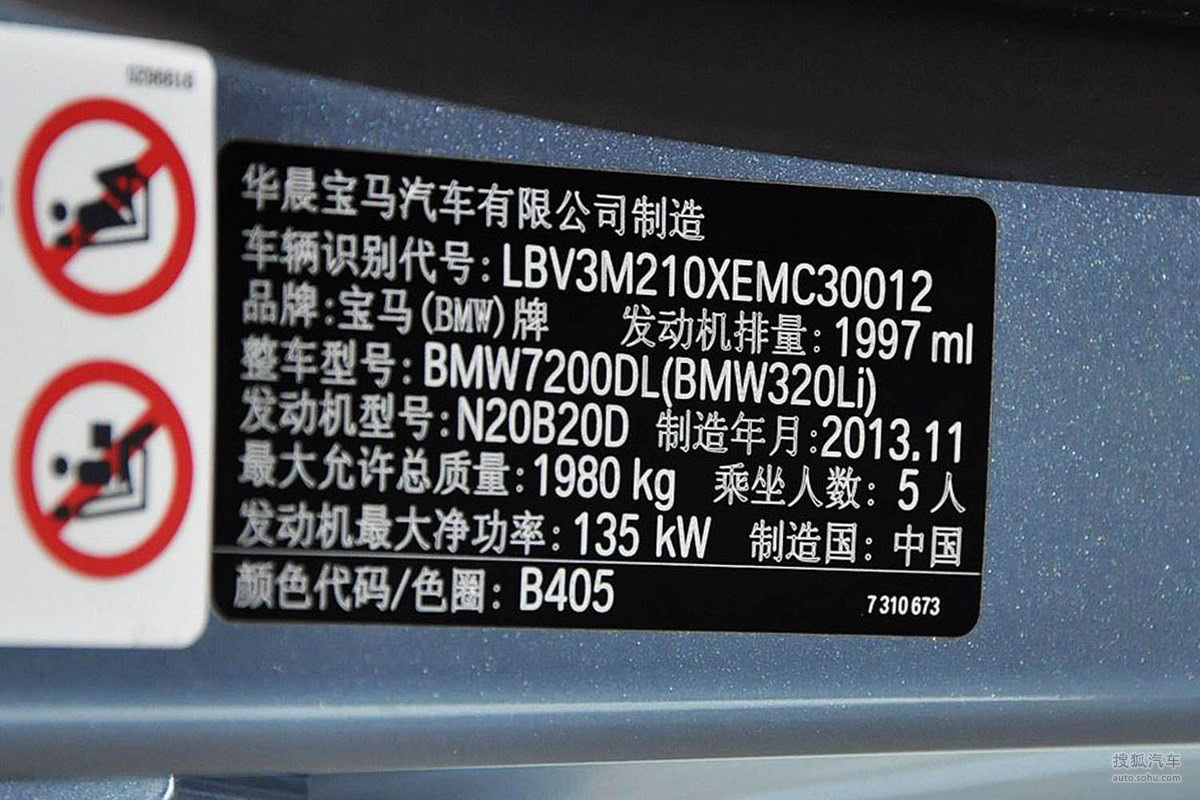 华晨宝马汽车有限公司制造
车辆识别代号:LBV3M210XEMC30012
品牌:宝马(BMW)牌 发动机排量:1997 ml
整车型号:BMW7200DL(BMW320Li)
发动机型号:N20B20D 制造年月:2013.11
最大允许总质量:1980 kg 乘坐人数:5人
发动机最大净功率:135 kW 制造国:中国
颜色代码/色圈:B405
7 310 673
搜狐汽车
auto.sohu.com